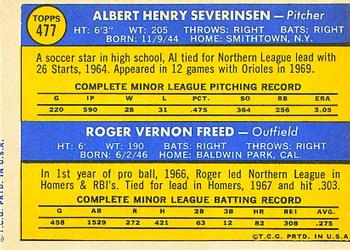 TOPPS
477
ALBERT HENRY SEVERINSEN — Pitcher
HT: 6'3" WT: 205 THROWS: RIGHT BATS: RIGHT
BORN: 11/9/44 HOME: SMITHTOWN, N.Y.
A soccer star in high school, Al tied for Northern League lead with
26 Starts, 1964. Appeared in 12 games with Orioles in 1969.
COMPLETE MINOR LEAGUE PITCHING RECORD
G IP W L PCT. SO BB ERA
220 590 28 31 .475 364 256 3.05
ROGER VERNON FREED — Outfield
HT: 6' WT: 190 BATS: RIGHT THROWS: RIGHT
BORN: 6/2/46 HOME: BALDWIN PARK, CAL.
In 1st year of pro ball, 1966, Roger led Northern League in
Homers & RBI's. Tied for lead in Homers, 1967 and hit .303.
COMPLETE MINOR LEAGUE BATTING RECORD
G AB R H 2B 3B HR RBI AVG.
458 1529 272 421 63 12 82 308 .275
©T.C.G. PRTD. IN U.S.A.
© T.C.G. PRTD. IN U.S.A.